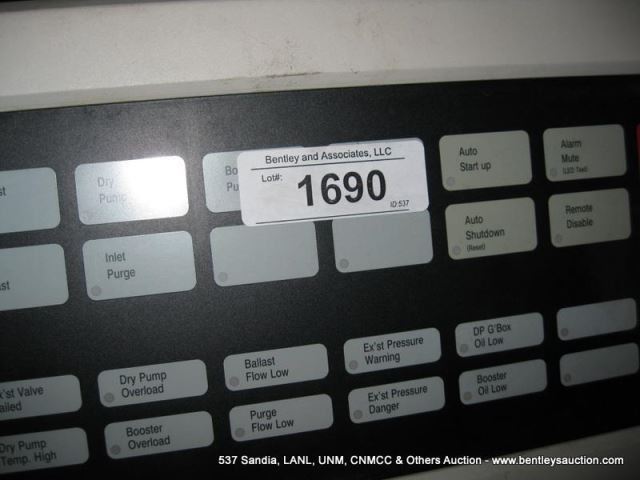 Bentley and Associates, LLC
Lot#:
1690
ID:537
Dry
Pump
Auto
Start up
Alarm
Mute
(LED Test)
Inlet
Purge
Auto
Shutdown
(Reset)
Remote
Disable
Dry Pump
Overload
Ballast
Flow Low
Ex'st Pressure
Warning
DP G'Box
Oil Low
Ex'st Valve
Booster
Overload
Purge
Flow Low
Ex'st Pressure
Danger
Booster
Oil Low
Dry Pump
Temp. High
537 Sandia, LANL, UNM, CNMCC & Others Auction - www.bentleysauction.com